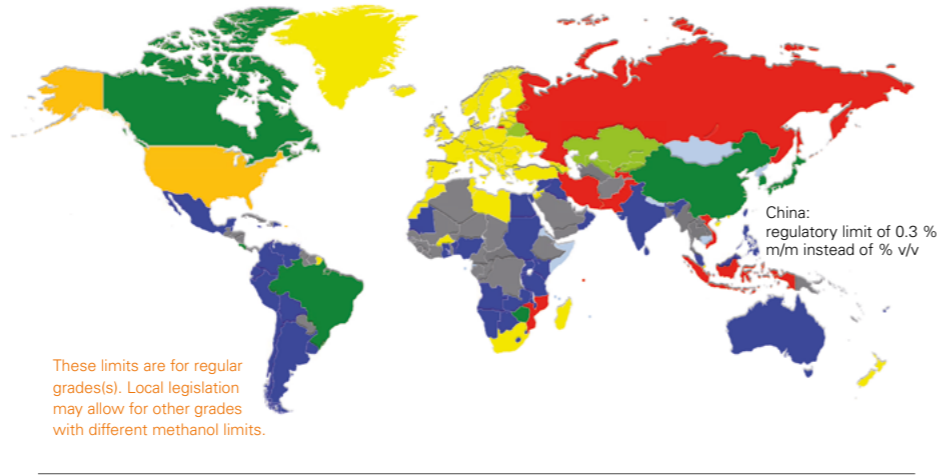 China:
regulatory limit of 0.3 %
m/m instead of % v/v
These limits are for regular
grades(s). Local legislation
may allow for other grades
with different methanol limits.